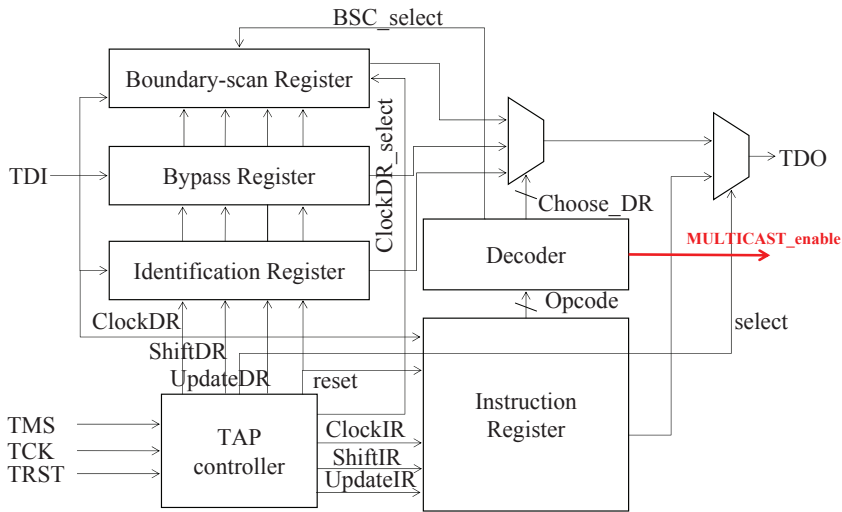 BSC_select
Boundary-scan Register
ClockDR_select
TDI
Bypass Register
TDO
Choose_DR
MULTICAST_enable
Identification Register
Decoder
Opcode
ClockDR
select
ShiftDR
UpdateDR
reset
Instruction
Register
TMS
TCK
TRST
TAP
controller
ClockIR
ShiftIR
UpdateIR